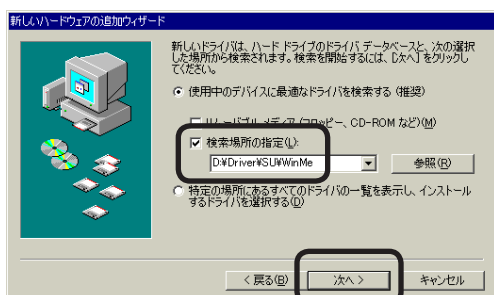 新しいハードウェアの追加ウィザード
新しいドライバは、ハード ドライブのドライバ データベースと、次の選択
した場所から検索されます。検索を開始するには、[次へ] をクリックし
てください。
使用中のデバイスに最適なドライバを検索する (推奨)
リムーバブル メディア (フロッピー、CD-ROM など)(M)
検索場所の指定(L):
D:¥Driver¥SU¥WinMe
参照(R)
特定の場所にあるすべてのドライバの一覧を表示し、インストール
するドライバを選択する(D)
< 戻る(B)
次へ >
キャンセル